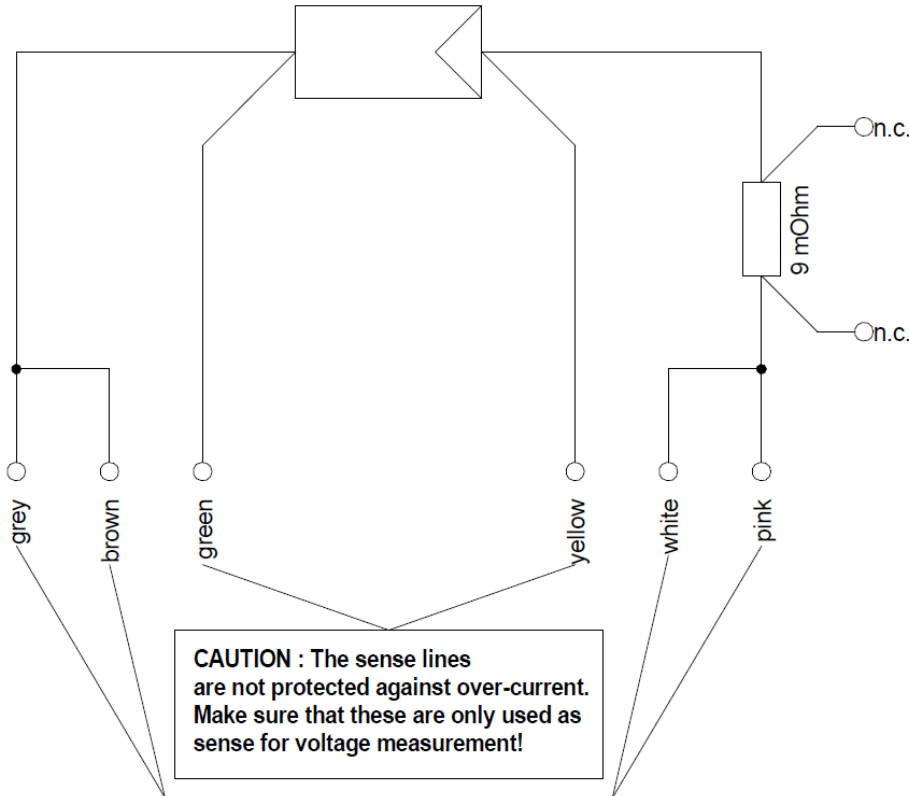 n.c.
9 mOhm
n.c.
grey
brown
green
yellow
white
pink
CAUTION : The sense lines
are not protected against over-current.
Make sure that these are only used as
sense for voltage measurement!